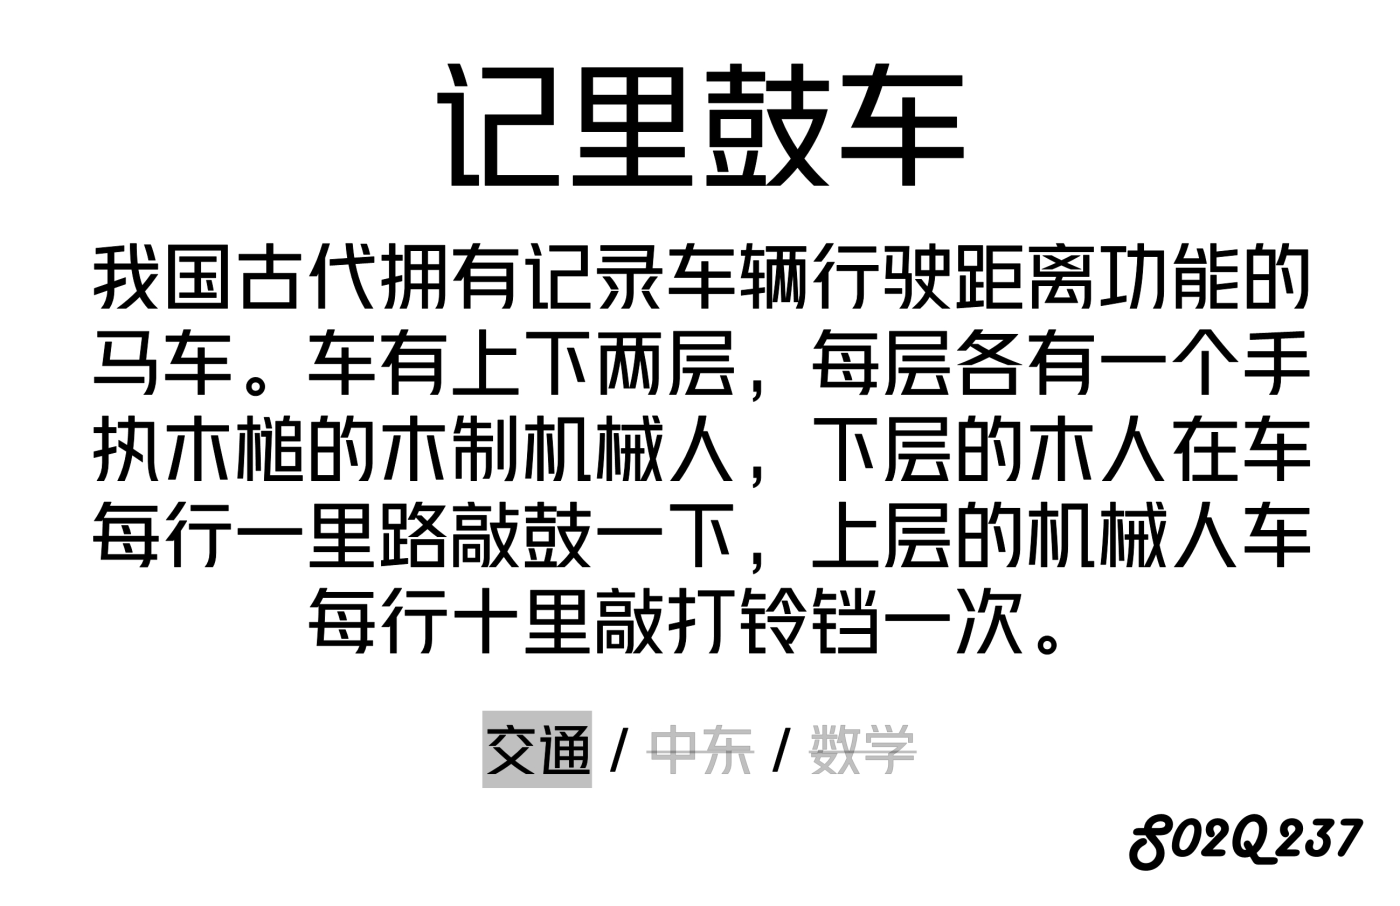 记里鼓车
我国古代拥有记录车辆行驶距离功能的
马车。车有上下两层，每层各有一个手
执木槌的木制机械人，下层的木人在车
每行一里路敲鼓一下，上层的机械人车
每行十里敲打铃铛一次。
交通 / 中东 / 数学
S02Q237